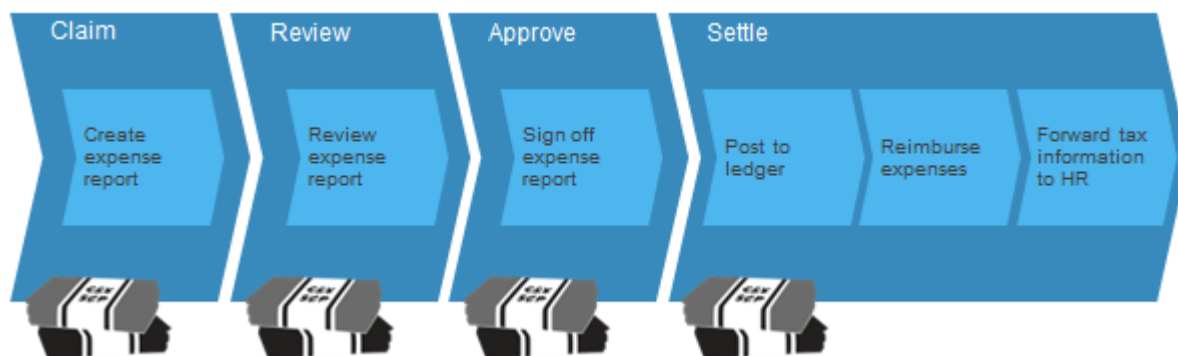 Claim
Create
expense
report
Review
Review
expense
report
Approve
Sign off
expense
report
Settle
Post to
ledger
Reimburse
expenses
Forward tax
information
to HR